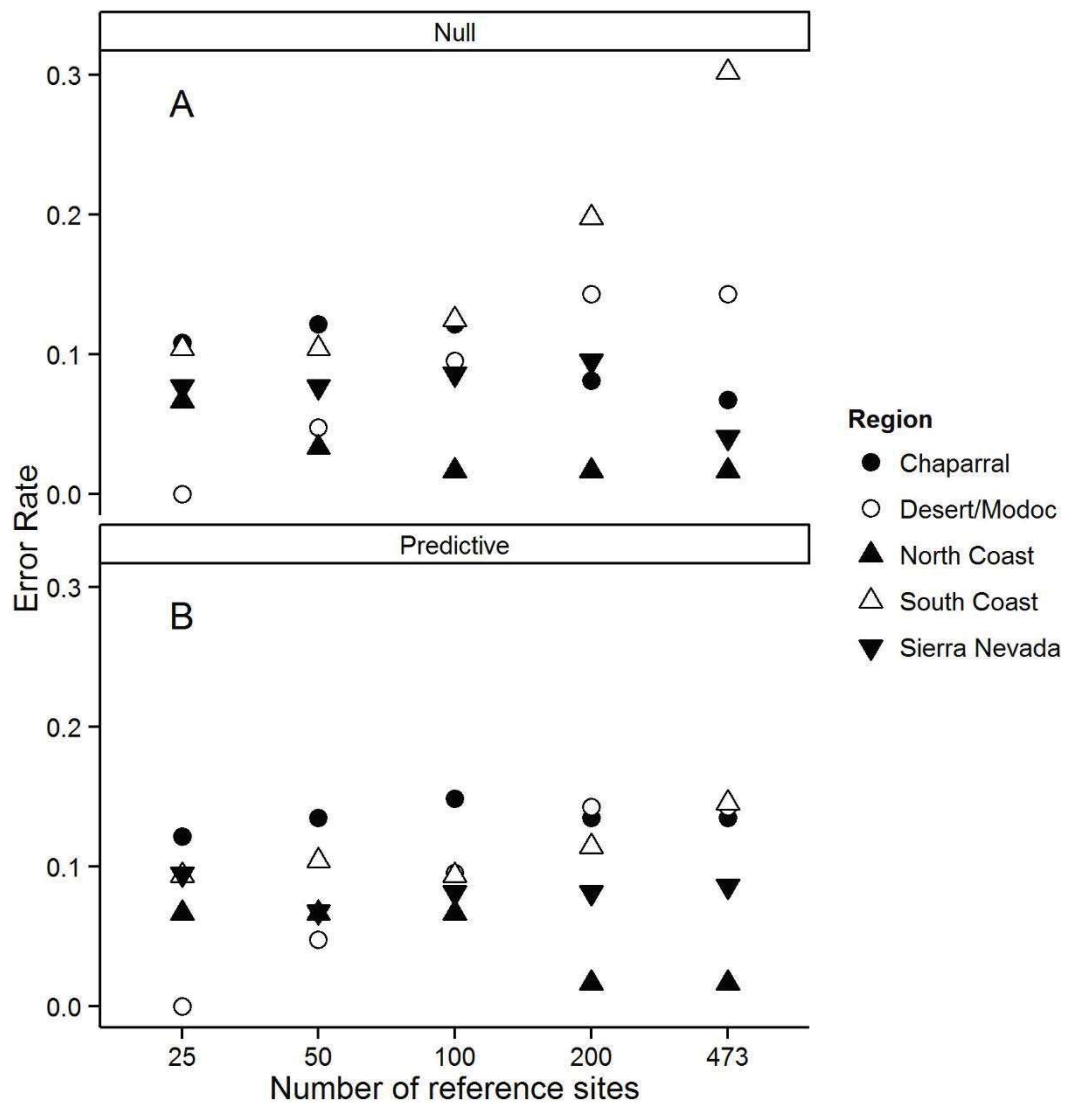 Null
A
0.3
0.2
0.1
0.0
Predictive
B
0.3
0.2
0.1
0.0
Error Rate
25 50 100 200 473
Number of reference sites
Region
Chaparral
Desert/Modoc
North Coast
South Coast
Sierra Nevada